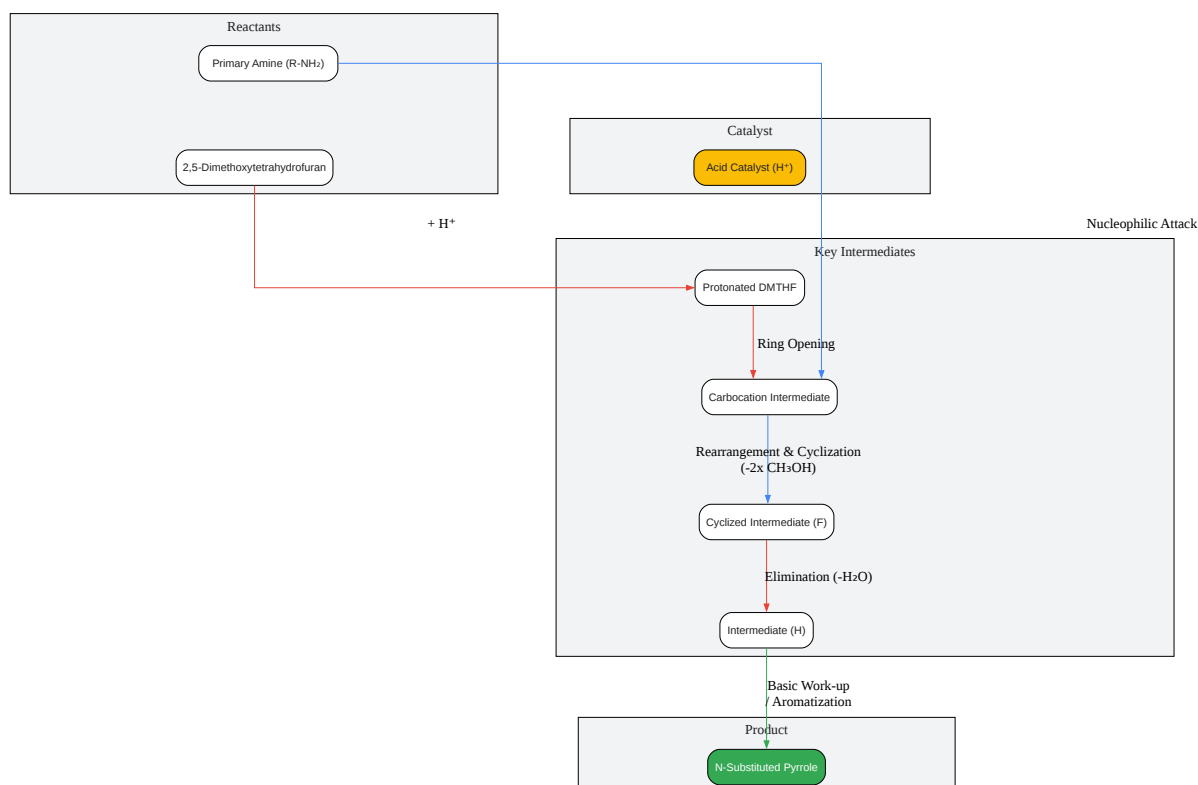 Reactants
Primary Amine (R-NH₂)
Catalyst
2,5-Dimethoxytetrahydrofuran
Acid Catalyst (H⁺)
+ H⁺
Nucleophilic Attack
Key Intermediates
Protonated DMTHF
Ring Opening
Carbocation Intermediate
Rearrangement & Cyclization
(-2x CH₃OH)
Cyclized Intermediate (F)
Elimination (-H₂O)
Intermediate (H)
Basic Work-up
/ Aromatization
Product
N-Substituted Pyrrole